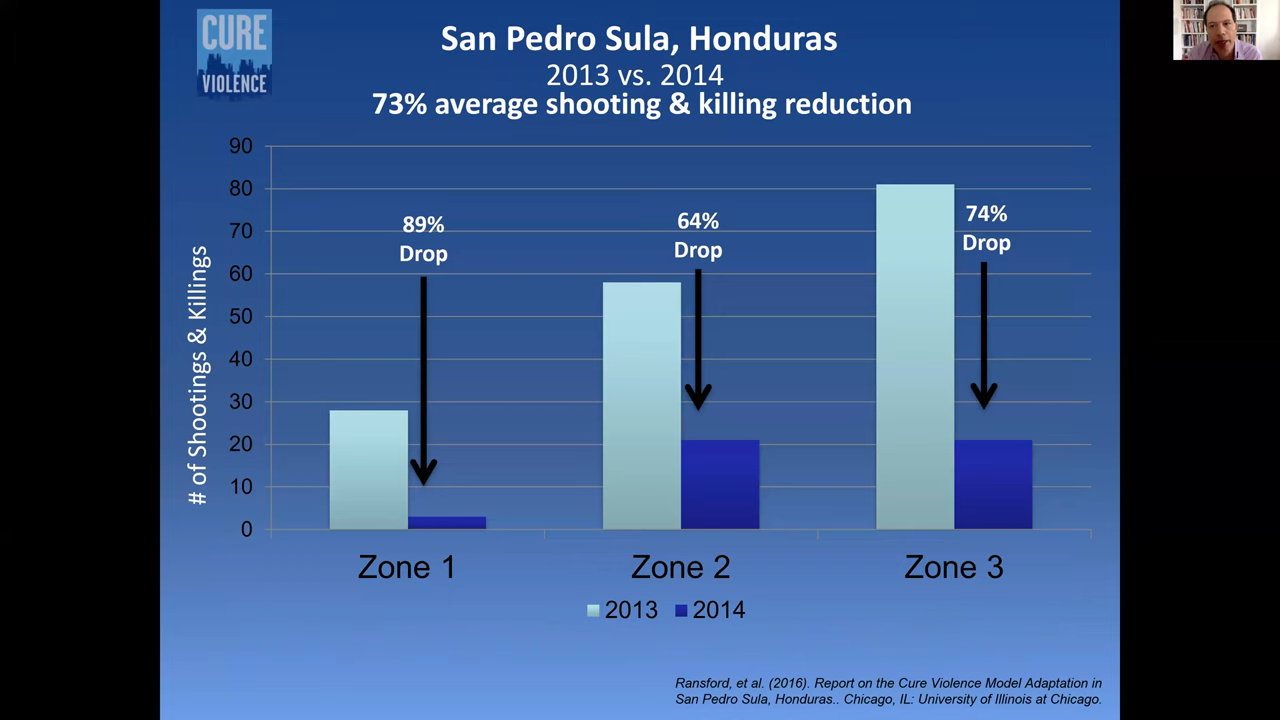 CURE
VIOLENCE
San Pedro Sula, Honduras
2013 vs. 2014
73% average shooting & killing reduction
# of Shootings & Killings
90
80
70
60
50
40
30
20
10
0
89%
Drop
64%
Drop
74%
Drop
Zone 1
Zone 2
Zone 3
2013
2014
Ransford, et al. (2016). Report on the Cure Violence Model Adaptation in
San Pedro Sula, Honduras.. Chicago, IL: University of Illinois at Chicago.